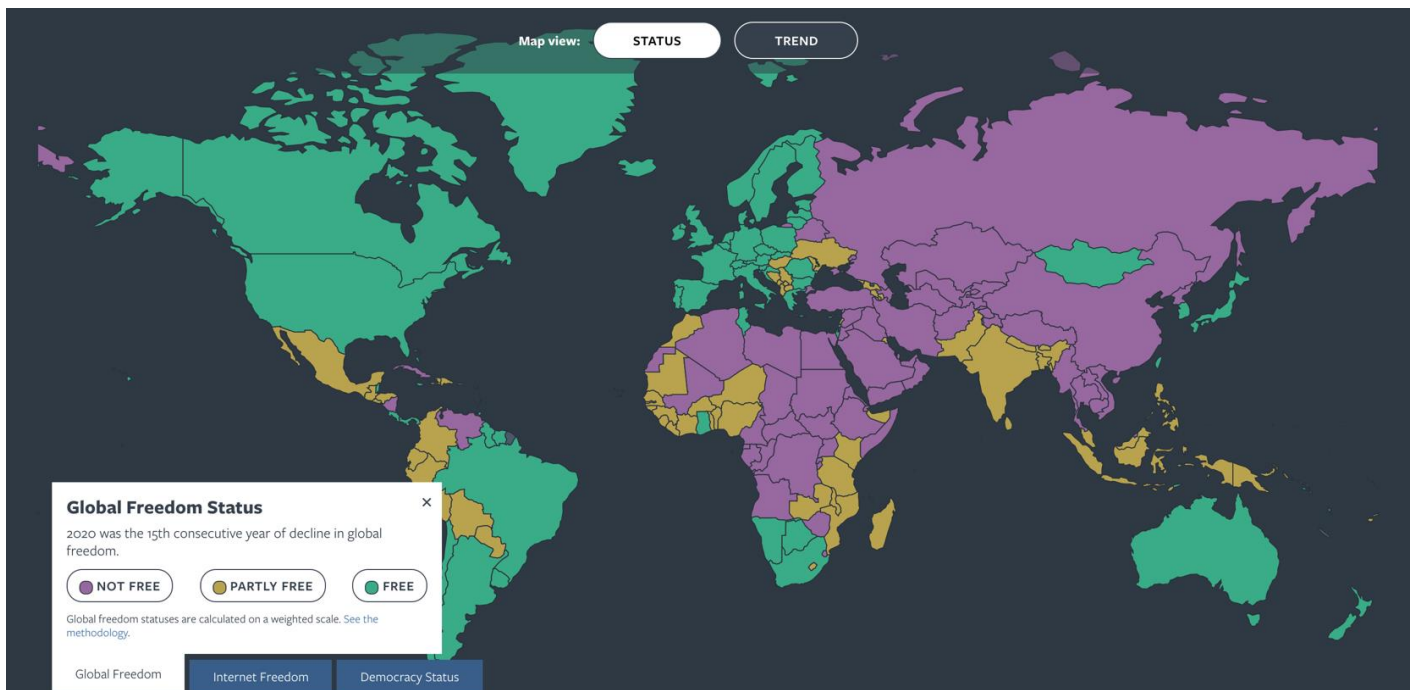 Map view: STATUS TREND
Global Freedom Status ×
2020 was the 15th consecutive year of decline in global
freedom.
NOT FREE PARTLY FREE FREE
Global freedom statuses are calculated on a weighted scale. See the
methodology.
Global Freedom Internet Freedom Democracy Status